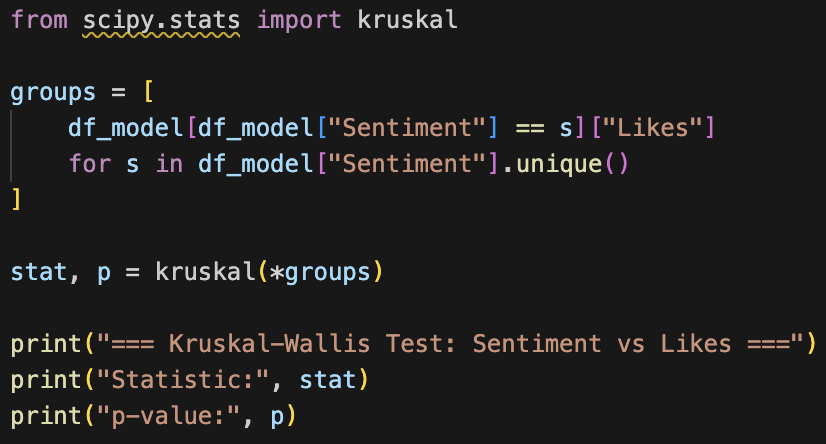 from scipy.stats import kruskal
groups = [
    df_model[df_model["Sentiment"] == s]["Likes"]
    for s in df_model["Sentiment"].unique()
]
stat, p = kruskal(*groups)
print("=== Kruskal-Wallis Test: Sentiment vs Likes ===")
print("Statistic:", stat)
print("p-value:", p)